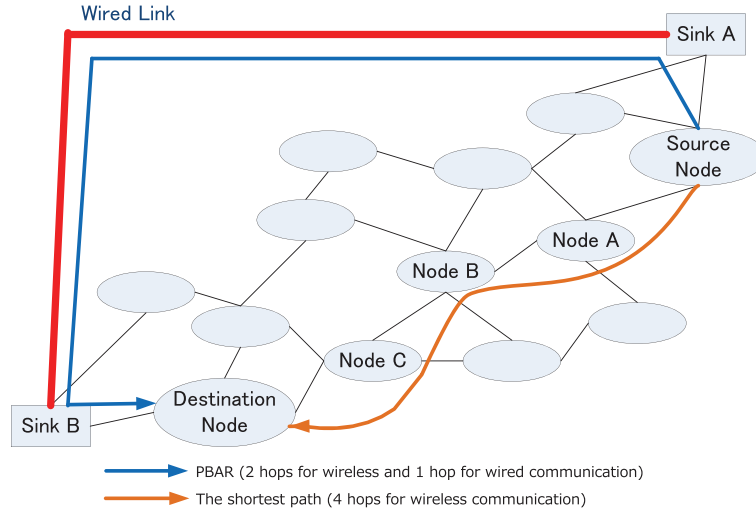 Wired Link
Sink A
Source
Node
Node A
Node B
Node C
Destination
Node
Sink B
PBAR (2 hops for wireless and 1 hop for wired communication)
The shortest path (4 hops for wireless communication)